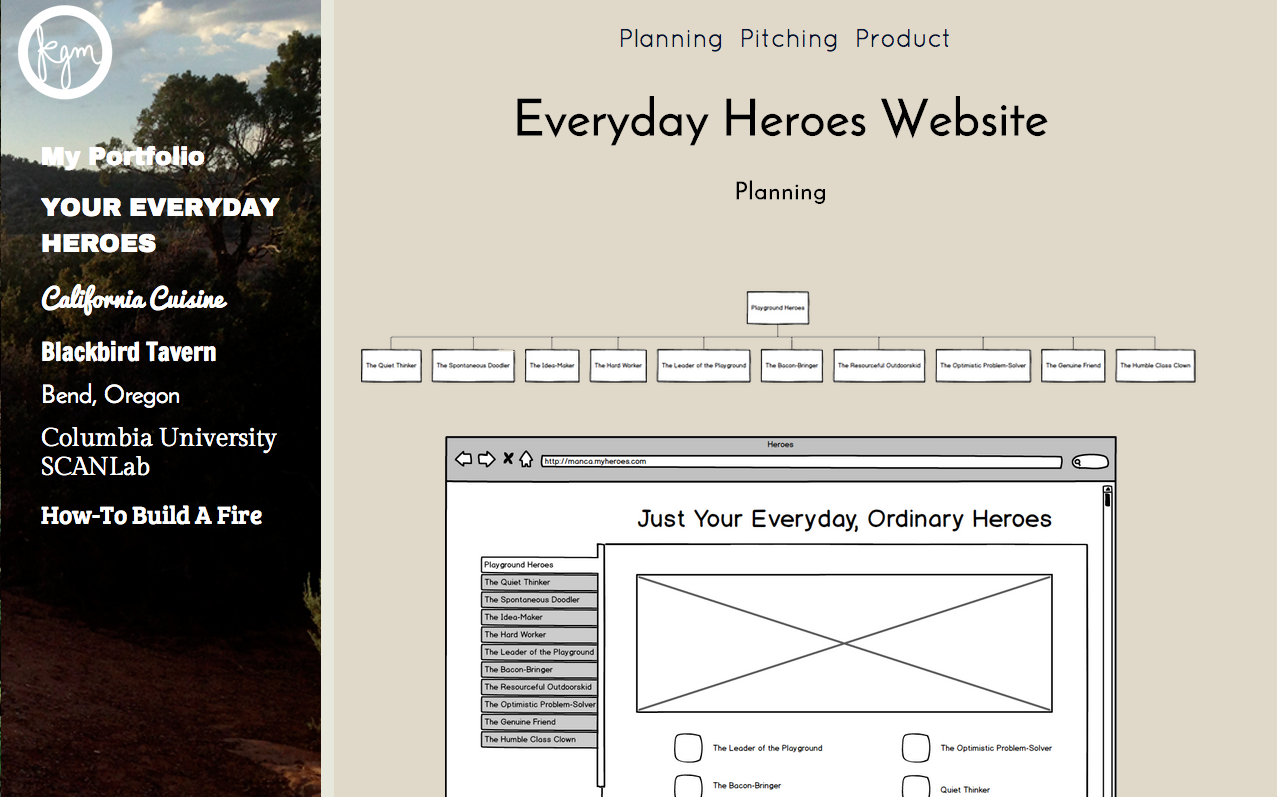 kgm
My Portfolio
YOUR EVERYDAY
HEROES
California Cuisine
Blackbird Tavern
Bend, Oregon
Columbia University
SCANLab
How-To Build A Fire
Planning Pitching Product
Everyday Heroes Website
Planning
Playground Heroes
The Quiet Thinker The Spontaneous Doodler The Idea-Maker The Hard Worker The Leader of the Playground The Bacon-Bringer The Resourceful Outdoorskid The Optimistic Problem-Solver The Genuine Friend The Humble Class Clown
Heroes
http://manca.myheroes.com
Just Your Everyday, Ordinary Heroes
Playground Heroes
The Quiet Thinker
The Spontaneous Doodler
The Idea-Maker
The Hard Worker
The Leader of the Playground
The Bacon-Bringer
The Resourceful Outdoorskid
The Optimistic Problem-Solver
The Genuine Friend
The Humble Class Clown
The Leader of the Playground The Optimistic Problem-Solver
The Bacon-Bringer Quiet Thinker